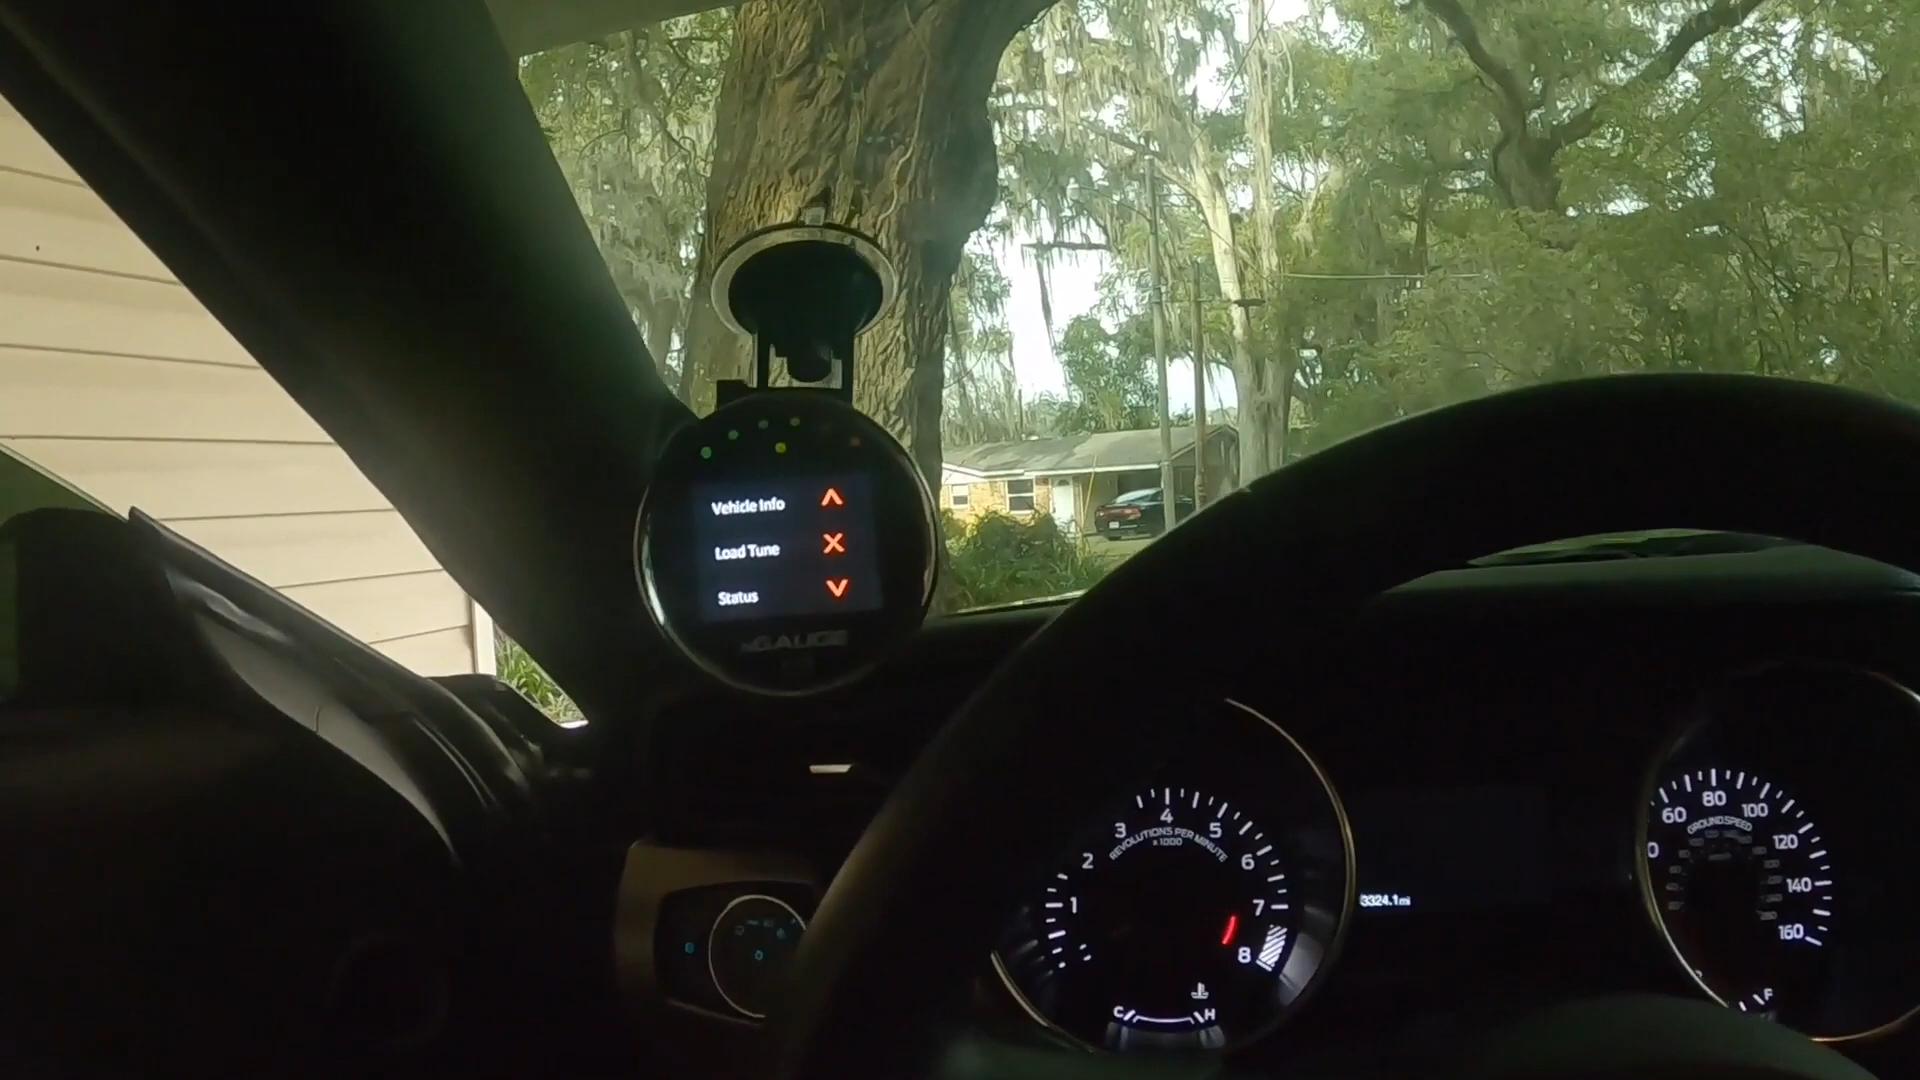 Vehicle Info
Load Tune
Status
nGAUGE
1
2
3
4
5
6
7
8
REVOLUTIONS PER MINUTE
x1000
C
H
3324.1mi
60
80
100
120
140
160
GROUNDSPEED
F